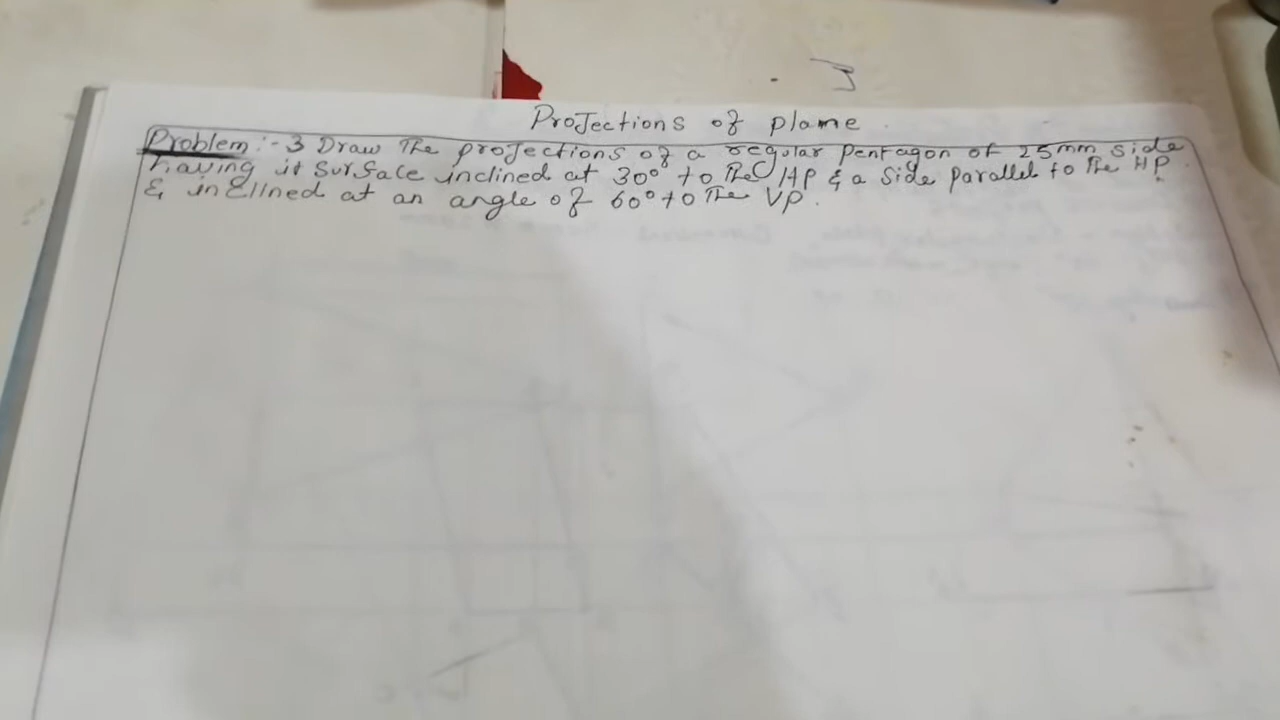 Projections of plame
Problem:-3 Draw The projections of a regular pentagon of 25mm side
having it Surface inclined at 30° to the HP & a Side parallel to the HP
& inclined at an angle of 60° to The VP.